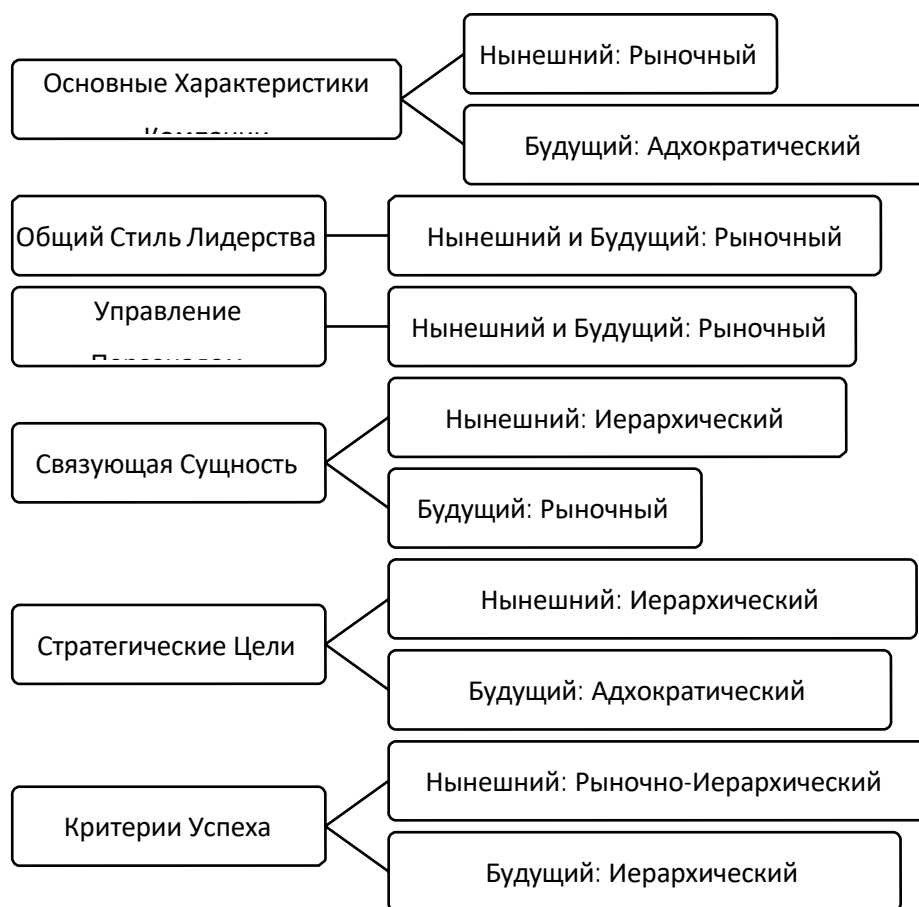 Основные Характеристики
Нынешний: Рыночный
Будущий: Адхократический
Общий Стиль Лидерства
Нынешний и Будущий: Рыночный
Управление
Нынешний и Будущий: Рыночный
Связующая Сущность
Нынешний: Иерархический
Будущий: Рыночный
Стратегические Цели
Нынешний: Иерархический
Будущий: Адхократический
Критерии Успеха
Нынешний: Рыночно-Иерархический
Будущий: Иерархический